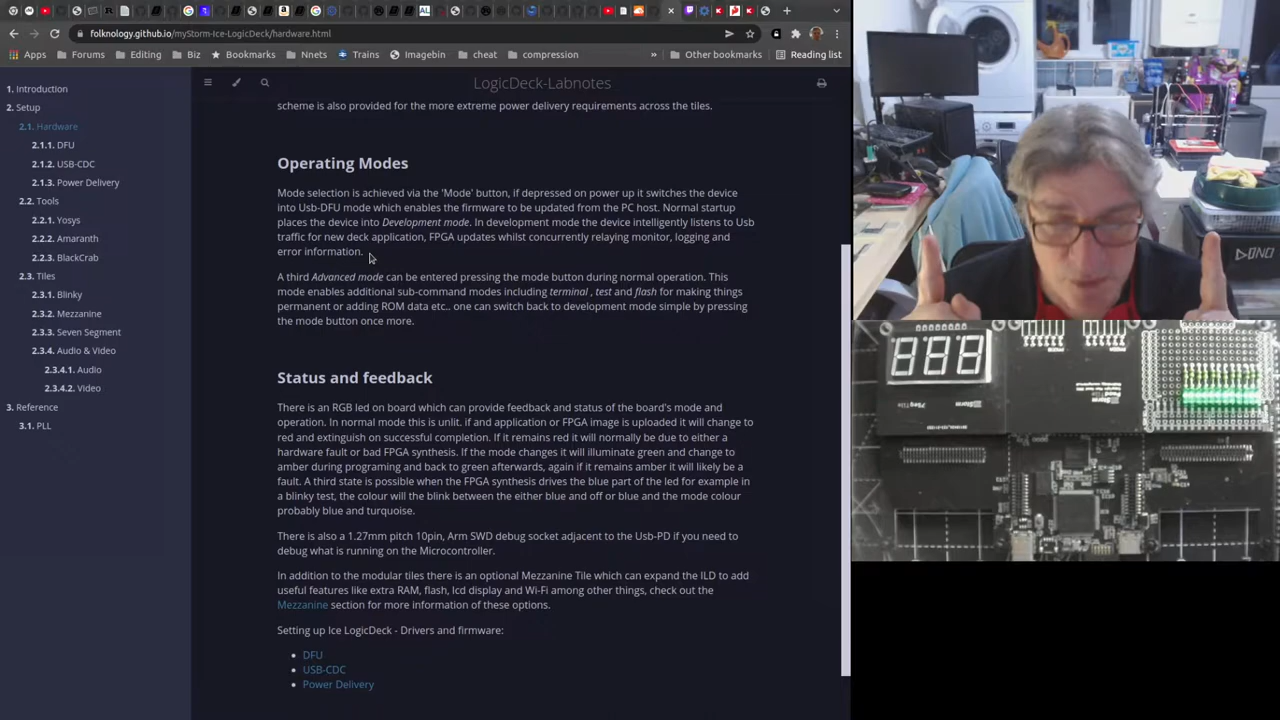 folknology.github.io/myStorm-Ice-LogicDeck/hardware.html
Apps Forums Editing Biz Bookmarks Nnets Trains Imagebin cheat compression » Other bookmarks Reading list
LogicDeck-Labnotes
1. Introduction
2. Setup
2.1. Hardware
2.1.1. DFU
2.1.2. USB-CDC
2.1.3. Power Delivery
2.2. Tools
2.2.1. Yosys
2.2.2. Amaranth
2.2.3. BlackCrab
2.3. Tiles
2.3.1. Blinky
2.3.2. Mezzanine
2.3.3. Seven Segment
2.3.4. Audio & Video
2.3.4.1. Audio
2.3.4.2. Video
3. Reference
3.1. PLL
scheme is also provided for the more extreme power delivery requirements across the tiles.
Operating Modes
Mode selection is achieved via the 'Mode' button, if depressed on power up it switches the device
into Usb-DFU mode which enables the firmware to be updated from the PC host. Normal startup
places the device into Development mode. In development mode the device intelligently listens to Usb
traffic for new deck application, FPGA updates whilst concurrently relaying monitor, logging and
error information.
A third Advanced mode can be entered pressing the mode button during normal operation. This
mode enables additional sub-command modes including terminal , test and flash for making things
permanent or adding ROM data etc.. one can switch back to development mode simple by pressing
the mode button once more.
Status and feedback
There is an RGB led on board which can provide feedback and status of the board's mode and
operation. In normal mode this is unlit. if and application or FPGA image is uploaded it will change to
red and extinguish on successful completion. If it remains red it will normally be due to either a
hardware fault or bad FPGA synthesis. If the mode changes it will illuminate green and change to
amber during programing and back to green afterwards, again if it remains amber it will likely be a
fault. A third state is possible when the FPGA synthesis drives the blue part of the led for example in
a blinky test, the colour will the blink between the either blue and off or blue and the mode colour
probably blue and turquoise.
There is also a 1.27mm pitch 10pin, Arm SWD debug socket adjacent to the Usb-PD if you need to
debug what is running on the Microcontroller.
In addition to the modular tiles there is an optional Mezzanine Tile which can expand the ILD to add
useful features like extra RAM, flash, lcd display and Wi-Fi among other things, check out the
Mezzanine section for more information of these options.
Setting up Ice LogicDeck - Drivers and firmware:
DFU
USB-CDC
Power Delivery